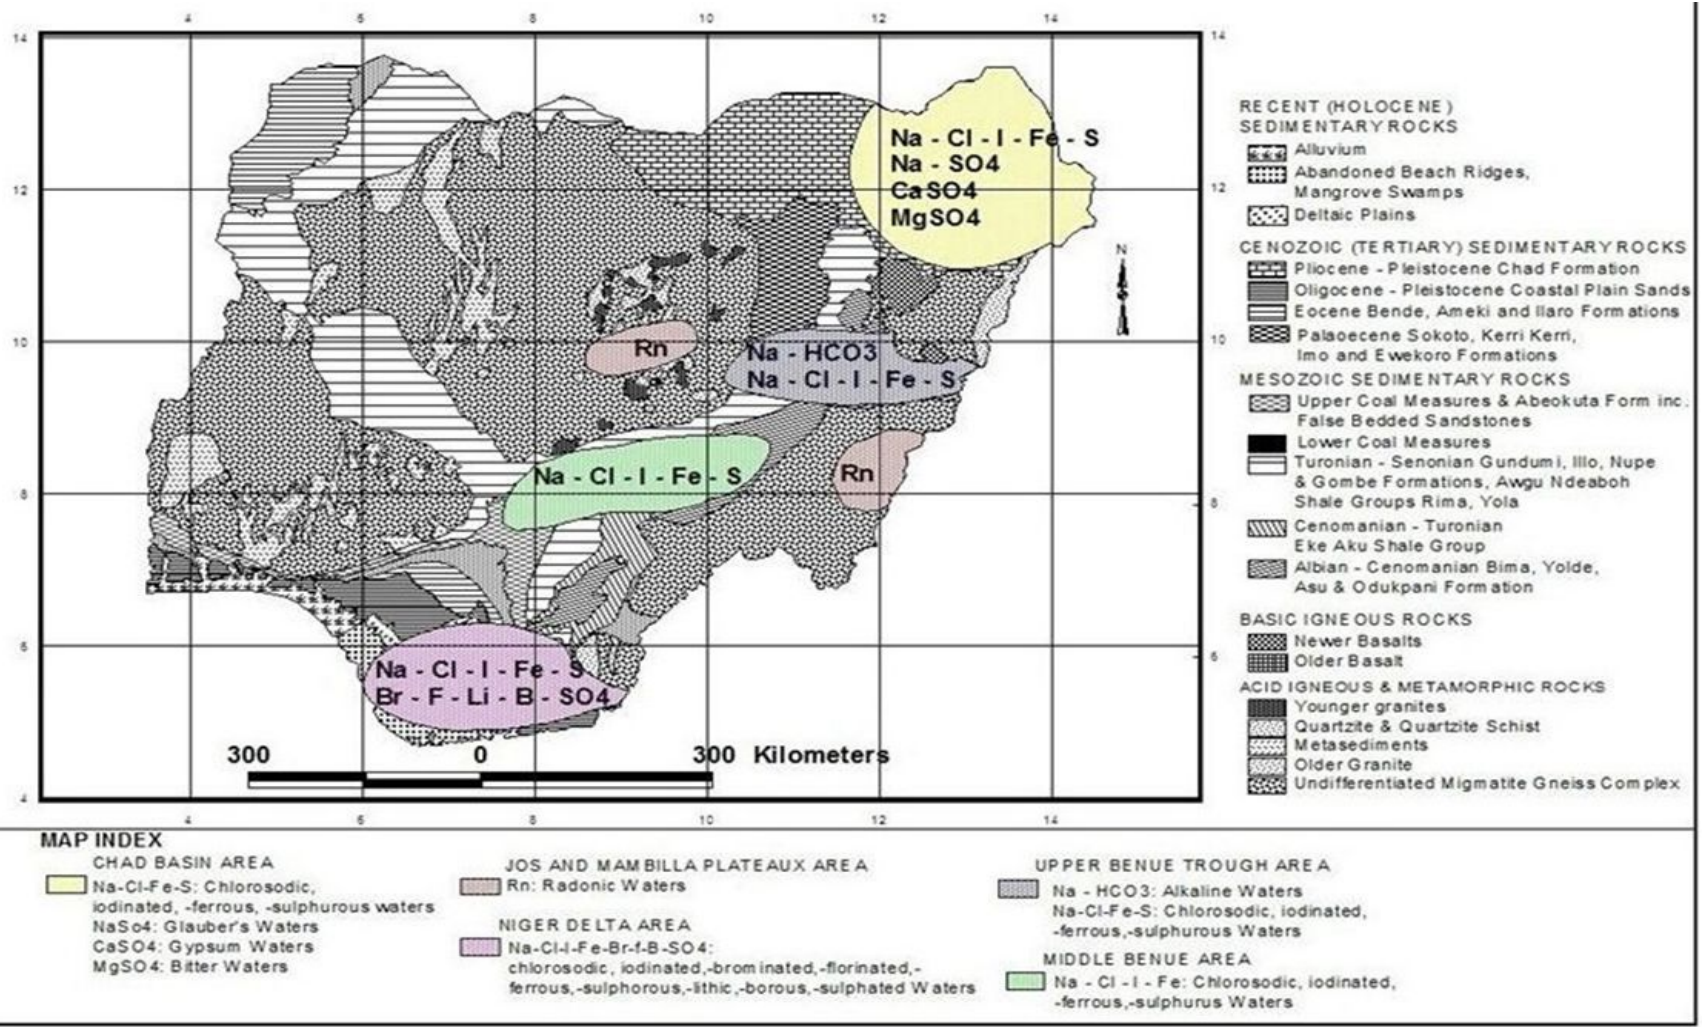 4 6 8 10 12 14
14 14
Na - Cl - I - Fe - S
Na - SO4
CaSO4
MgSO4
12 12
N
10 10
Rn
Na - HCO3
Na - Cl - I - Fe - S
Na - Cl - I - Fe - S
Rn
8 8
6 6
Na - Cl - I - Fe - S
Br - F - Li - B - SO4
300 0 300 Kilometers
4
4 6 8 10 12 14
RECENT (HOLOCENE)
SEDIMENTARY ROCKS
Alluvium
Abandoned Beach Ridges,
Mangrove Swamps
Deltaic Plains
CENOZOIC (TERTIARY) SEDIMENTARY ROCKS
Pliocene - Pleistocene Chad Formation
Oligocene - Pleistocene Coastal Plain Sands
Eocene Bende, Ameki and Ilaro Formations
Palaoecene Sokoto, Kerri Kerri,
Imo and Ewekoro Formations
MESOZOIC SEDIMENTARY ROCKS
Upper Coal Measures & Abeokuta Form inc.
False Bedded Sandstones
Lower Coal Measures
Turonian - Senonian Gundumi, Illo, Nupe
& Gombe Formations, Awgu Ndeaboh
Shale Groups Rima, Yola
Cenomanian - Turonian
Eke Aku Shale Group
Albian - Cenomanian Bima, Yolde,
Asu & Odukpani Formation
BASIC IGNEOUS ROCKS
Newer Basalts
Older Basalt
ACID IGNEOUS & METAMORPHIC ROCKS
Younger granites
Quartzite & Quartzite Schist
Metasediments
Older Granite
Undifferentiated Migmatite Gneiss Complex
MAP INDEX
CHAD BASIN AREA
Na-Cl-Fe-S: Chlorosodic,
iodinated, -ferrous, -sulphurous waters
NaSo4: Glauber's Waters
CaSO4: Gypsum Waters
MgSO4: Bitter Waters
JOS AND MAMBILLA PLATEAUX AREA
Rn: Radonic Waters
NIGER DELTA AREA
Na-Cl-I-Fe-Br-f-B-SO4:
chlorosodic, iodinated,-brominated,-florinated,-
ferrous,-sulphorous,-lithic,-borous,-sulphated Waters
UPPER BENUE TROUGH AREA
Na - HCO3: Alkaline Waters
Na-Cl-Fe-S: Chlorosodic, iodinated,
-ferrous,-sulphurous Waters
MIDDLE BENUE AREA
Na - Cl - I - Fe: Chlorosodic, iodinated,
-ferrous,-sulphurus Waters